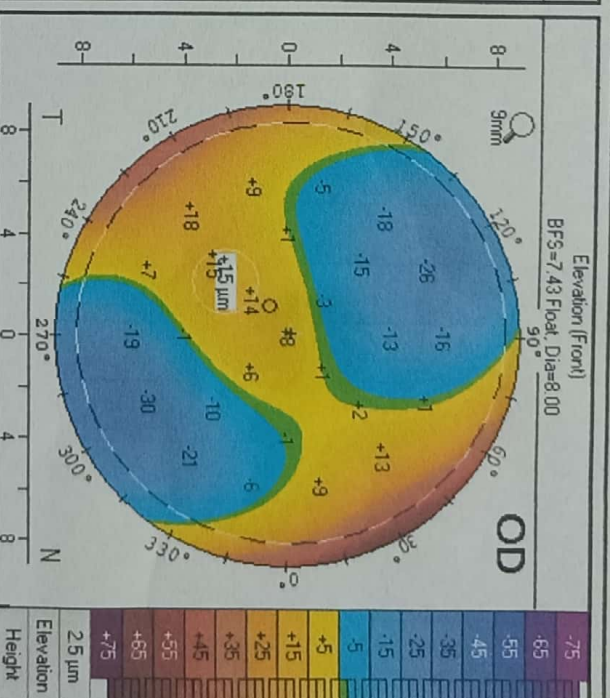 Elevation (Front)
BFS=7.43 Float, Dia=8.00
OD
9mm
8
4
0
4
8
90°
120°
60°
150°
30°
180°
0°
210°
330°
240°
300°
270°
-26 -16 +1
-18 -13 +13
-15 +2
-5 -3 +1 +9
+1 +8 -1
+9 +14 +6 -6
+15 µm -10
+18 -1 -21
+7 -19 -30
T
N
8 4 0 4 8
-75
-65
-55
-45
-35
-25
-15
-5
+5
+15
+25
+35
+45
+55
+65
+75
2.5 µm
Elevation
Height